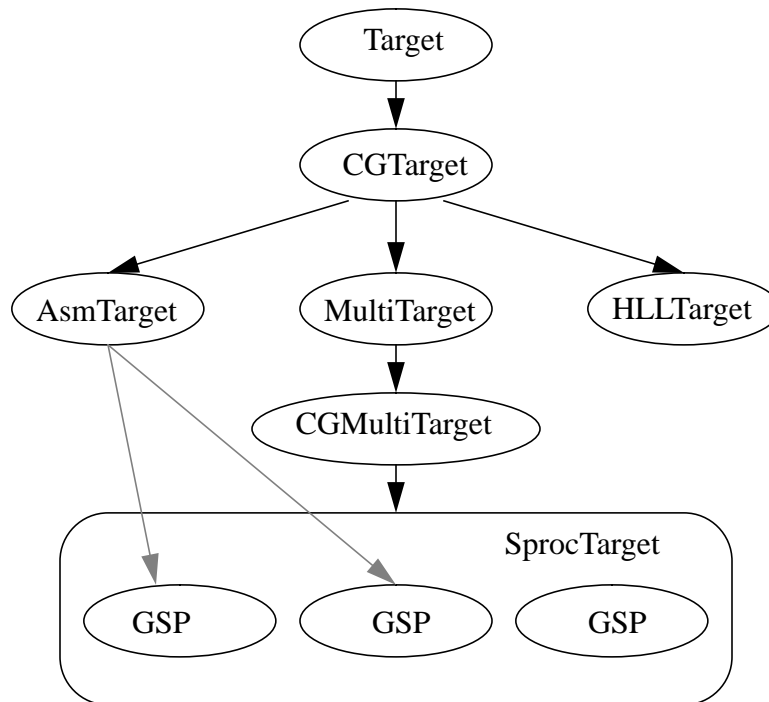 Target
CGTarget
AsmTarget
MultiTarget
HLLTarget
CGMultiTarget
SprocTarget
GSP
GSP
GSP